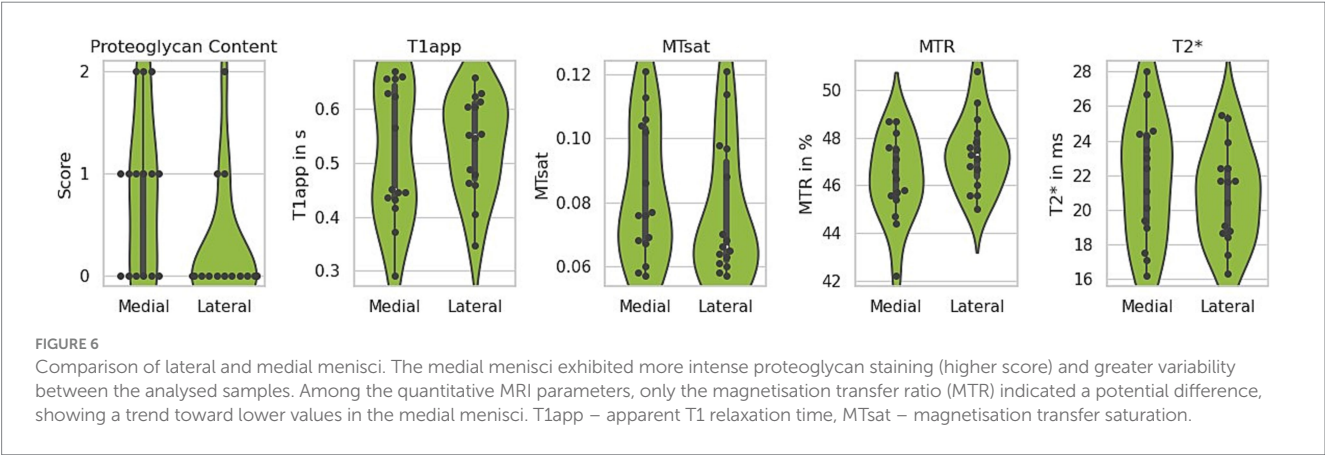 Proteoglycan Content
T1app
MTsat
MTR
T2*
Score
2
1
0
Medial
Lateral
T1app in s
0.6
0.5
0.4
0.3
Medial
Lateral
MTsat
0.12
0.10
0.08
0.06
Medial
Lateral
MTR in %
50
48
46
44
42
Medial
Lateral
T2* in ms
28
26
24
22
20
18
16
Medial
Lateral
FIGURE 6
Comparison of lateral and medial menisci. The medial menisci exhibited more intense proteoglycan staining (higher score) and greater variability
between the analysed samples. Among the quantitative MRI parameters, only the magnetisation transfer ratio (MTR) indicated a potential difference,
showing a trend toward lower values in the medial menisci. T1app – apparent T1 relaxation time, MTsat – magnetisation transfer saturation.